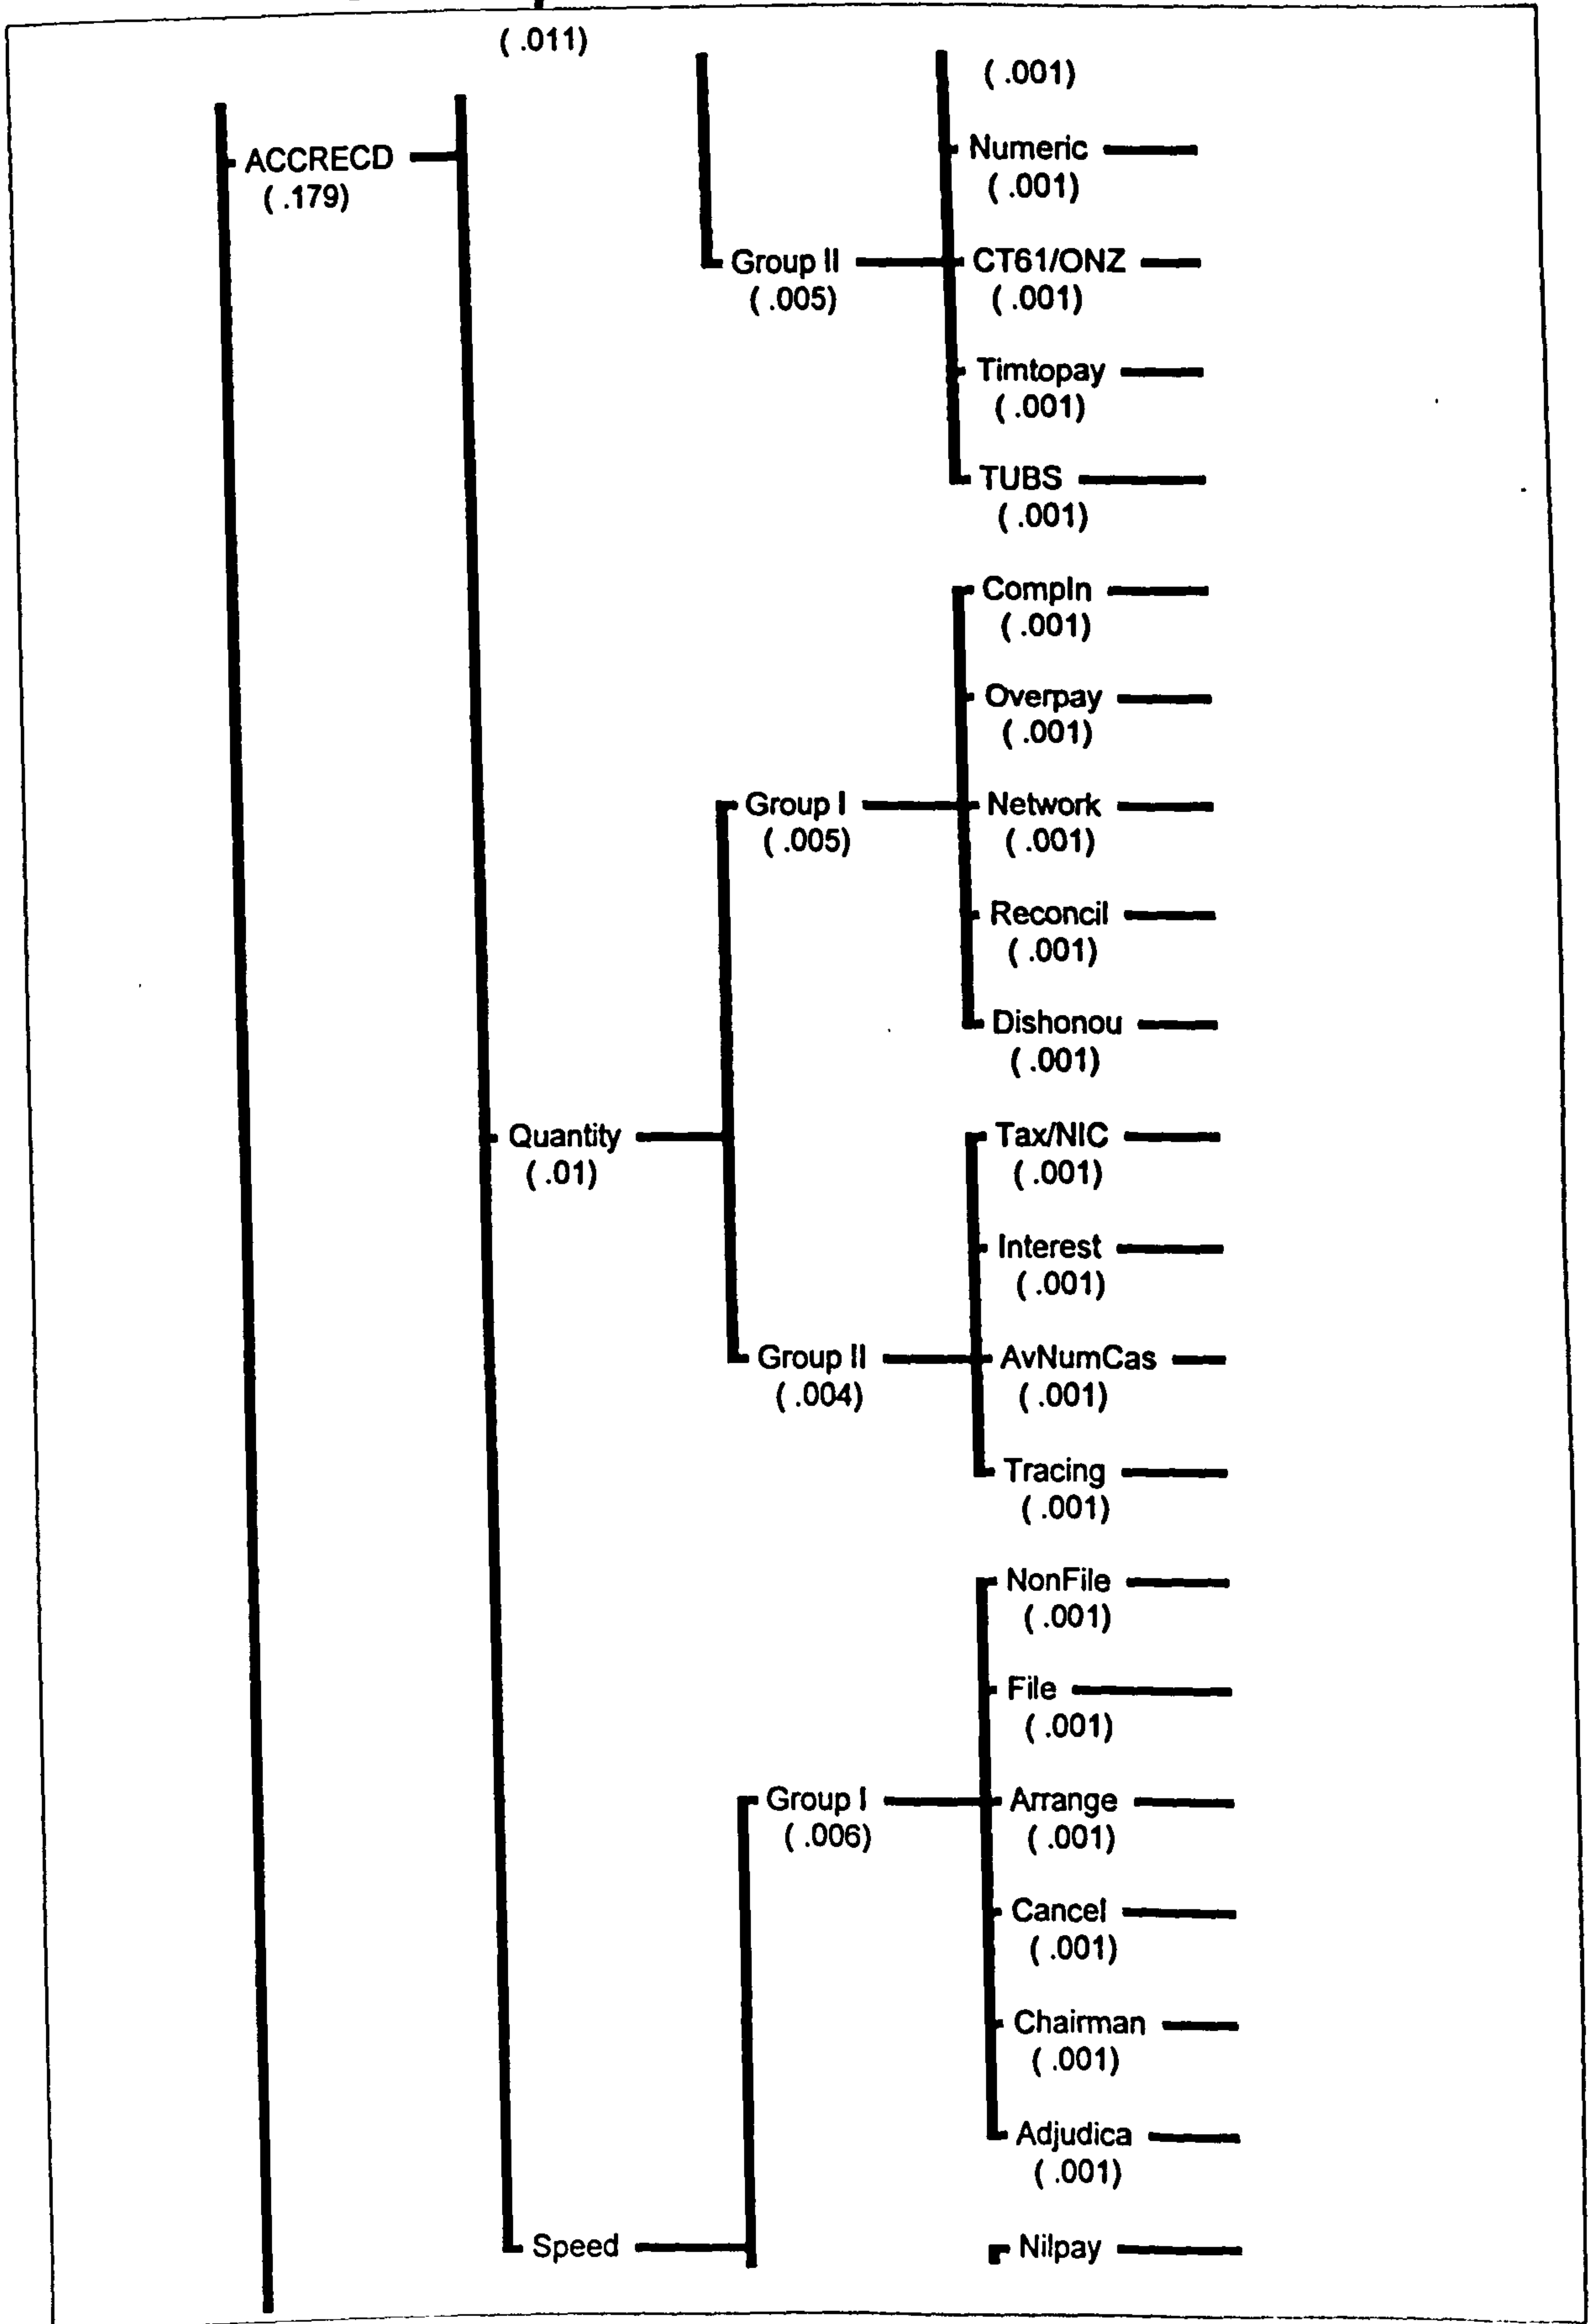 ( .011)
( .001)
ACCRECD
( .179)
Numeric
( .001)
Group II
( .005)
CT61/ONZ
( .001)
Timtopay
( .001)
TUBS
( .001)
CompIn
( .001)
Overpay
( .001)
Group I
( .005)
Network
( .001)
Reconcil
( .001)
Dishonou
( .001)
Quantity
( .01)
Tax/NIC
( .001)
Interest
( .001)
Group II
( .004)
AvNumCas
( .001)
Tracing
( .001)
NonFile
( .001)
File
( .001)
Group I
( .006)
Arrange
( .001)
Cancel
( .001)
Chairman
( .001)
Adjudica
( .001)
Speed
Nilpay